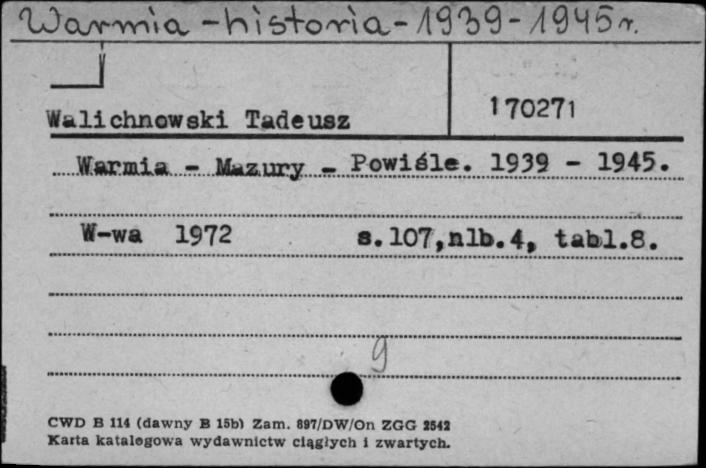 Warmia - historia - 1939 - 1945 r.
170271
Walichnowski Tadeusz
Warmia - Mazury - Powiśle. 1939 - 1945.
W-wa 1972 s.107,nlb.4, tabl.8.
9
CWD B 114 (dawny B 15b) Zam. 897/DW/On ZGG 2542
Karta katalogowa wydawnictw ciągłych i zwartych.